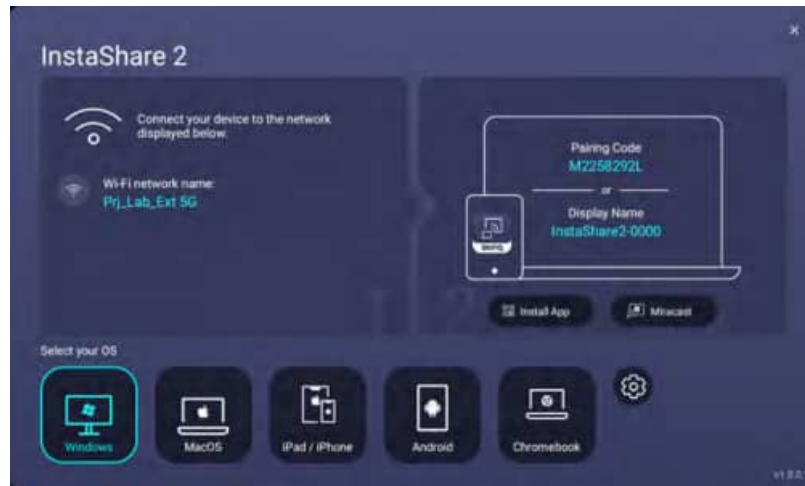 InstaShare 2
Connect your device to the network
displayed below.
Wi-Fi network name:
Prj_Lab_Ext 5G
Pairing Code
M2258292L
or
Display Name
InstaShare2-0000
BenQ
Install App
Miracast
Select your OS
Windows
MacOS
iPad / iPhone
Android
Chromebook